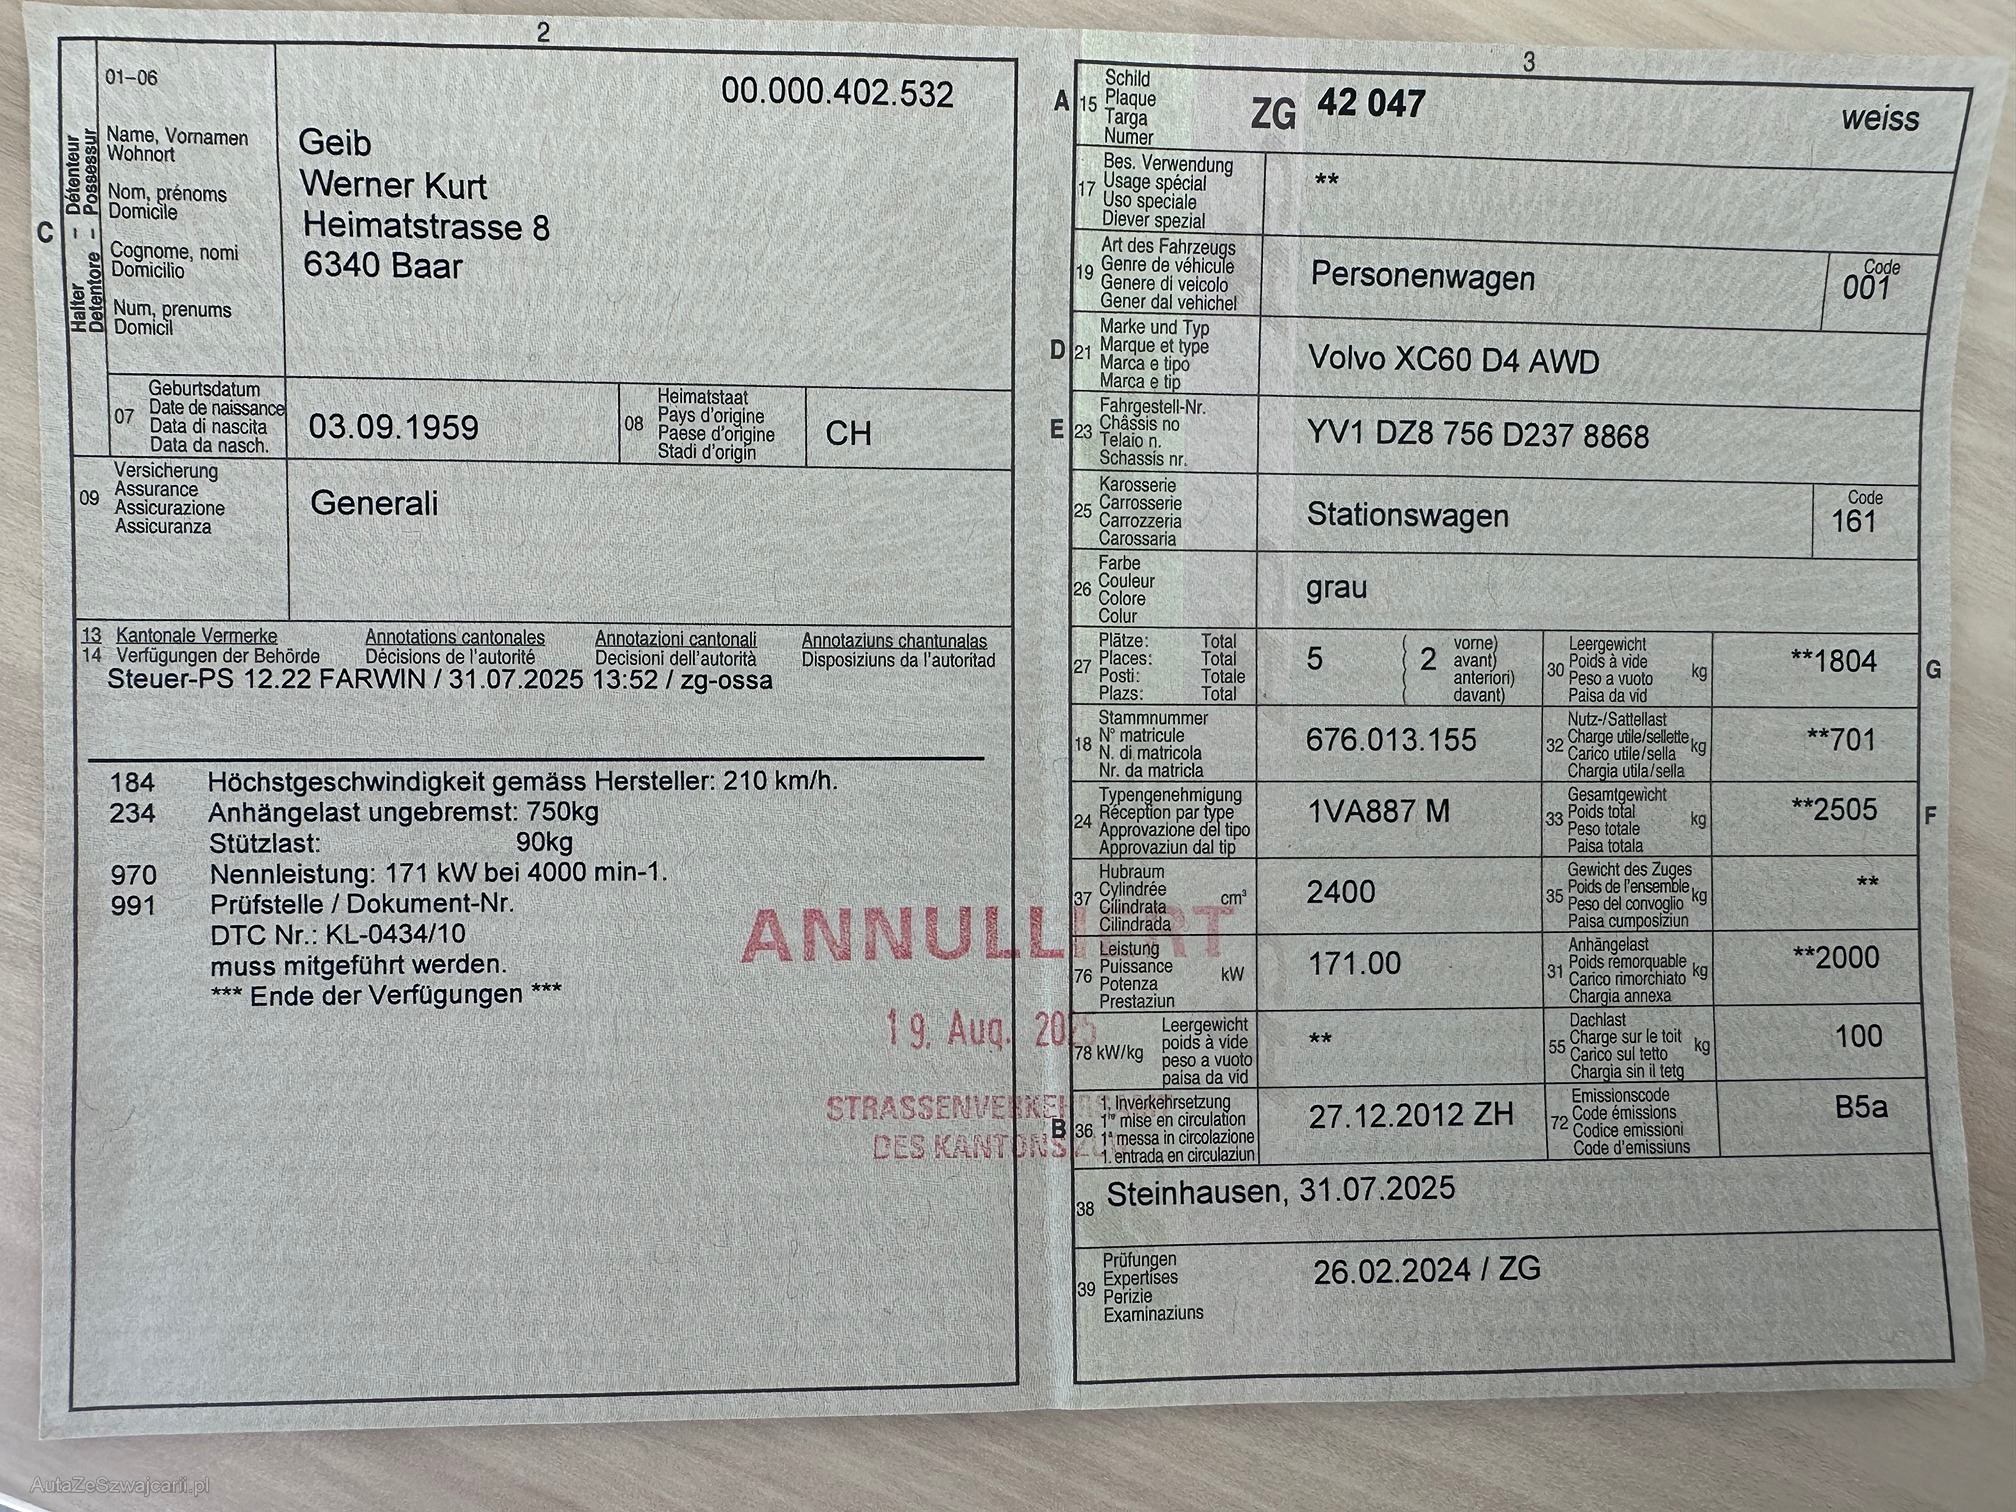 2
01–06
00.000.402.532
C
Halter – Détenteur
Detentore – Possessur
Name, Vornamen
Wohnort
Nom, prénoms
Domicile
Cognome, nomi
Domicilio
Num, prenums
Domicil
Geib
Werner Kurt
Heimatstrasse 8
6340 Baar
07
Geburtsdatum
Date de naissance
Data di nascita
Data da nasch.
03.09.1959
08
Heimatstaat
Pays d'origine
Paese d'origine
Stadi d'origin
CH
09
Versicherung
Assurance
Assicurazione
Assicuranza
Generali
13 Kantonale Vermerke Annotations cantonales Annotazioni cantonali Annotaziuns chantunalas
14 Verfügungen der Behörde Décisions de l'autorité Decisioni dell'autorità Disposiziuns da l'autoritad
Steuer-PS 12.22 FARWIN / 31.07.2025 13:52 / zg-ossa
184 Höchstgeschwindigkeit gemäss Hersteller: 210 km/h.
234 Anhängelast ungebremst: 750kg
Stützlast: 90kg
970 Nennleistung: 171 kW bei 4000 min-1.
991 Prüfstelle / Dokument-Nr.
DTC Nr.: KL-0434/10
muss mitgeführt werden.
*** Ende der Verfügungen ***
ANNULLIERT
19. Aug. 2025
STRASSENVERKEHRSAMT
DES KANTONS ZUG
3
A 15
Schild
Plaque
Targa
Numer
ZG 42 047
weiss
17
Bes. Verwendung
Usage spécial
Uso speciale
Diever spezial
**
19
Art des Fahrzeugs
Genre de véhicule
Genere di veicolo
Gener dal vehichel
Personenwagen
Code
001
D 21
Marke und Typ
Marque et type
Marca e tipo
Marca e tip
Volvo XC60 D4 AWD
E 23
Fahrgestell-Nr.
Châssis no
Telaio n.
Schassis nr.
YV1 DZ8 756 D237 8868
25
Karosserie
Carrosserie
Carrozzeria
Carossaria
Stationswagen
Code
161
26
Farbe
Couleur
Colore
Colur
grau
27
Plätze: Total
Places: Total
Posti: Totale
Plazs: Total
5
( 2
vorne)
avant)
anteriori)
davant)
30
Leergewicht
Poids à vide
Peso a vuoto
Paisa da vid
kg
**1804
G
18
Stammnummer
N° matricule
N. di matricola
Nr. da matricla
676.013.155
32
Nutz-/Sattellast
Charge utile/sellette
Carico utile/sella
Chargia utila/sella
kg
**701
24
Typengenehmigung
Réception par type
Approvazione del tipo
Approvaziun dal tip
1VA887 M
33
Gesamtgewicht
Poids total
Peso totale
Paisa totala
kg
**2505
F
37
Hubraum
Cylindrée
Cilindrata
Cilindrada
cm³
2400
35
Gewicht des Zuges
Poids de l'ensemble
Peso del convoglio
Paisa cumposiziun
kg
**
76
Leistung
Puissance
Potenza
Prestaziun
kW
171.00
31
Anhängelast
Poids remorquable
Carico rimorchiato
Chargia annexa
kg
**2000
78 kW/kg
Leergewicht
poids à vide
peso a vuoto
paisa da vid
**
55
Dachlast
Charge sur le toit
Carico sul tetto
Chargia sin il tetg
kg
100
B 36
1. Inverkehrsetzung
1re mise en circulation
1a messa in circolazione
1. entrada en circulaziun
27.12.2012 ZH
72
Emissionscode
Code émissions
Codice emissioni
Code d'emissiuns
B5a
38
Steinhausen, 31.07.2025
39
Prüfungen
Expertises
Perizie
Examinaziuns
26.02.2024 / ZG
AutaZeSzwajcarii.pl